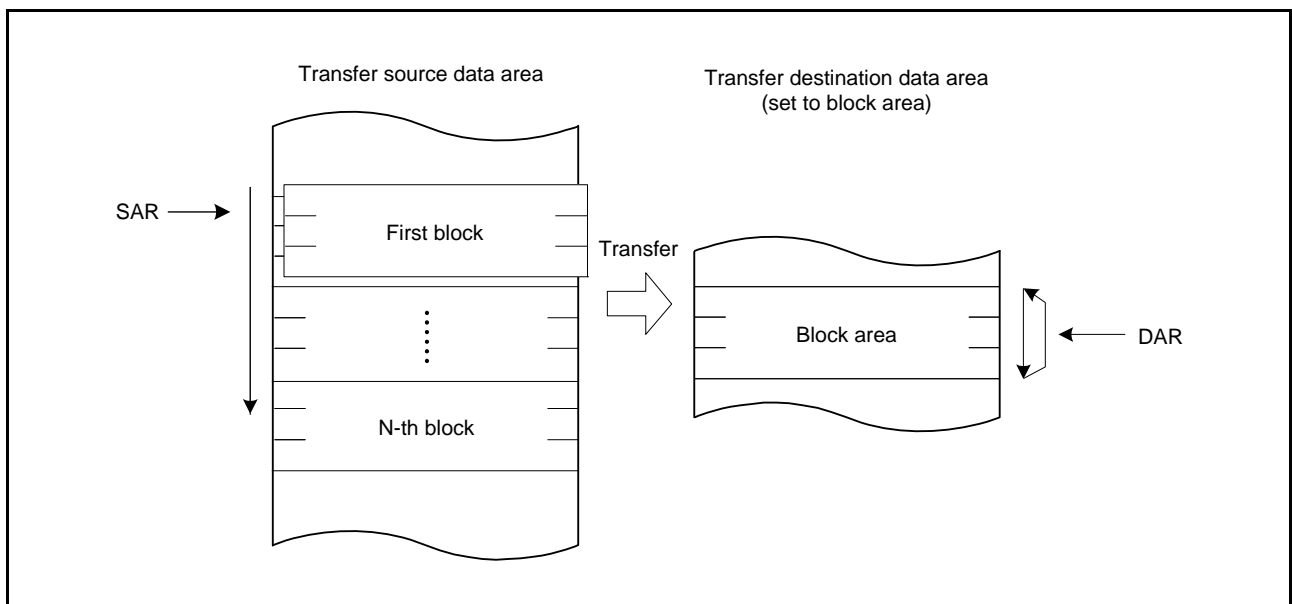 Transfer source data area
Transfer destination data area
(set to block area)
SAR
First block
Transfer
Block area
DAR
N-th block